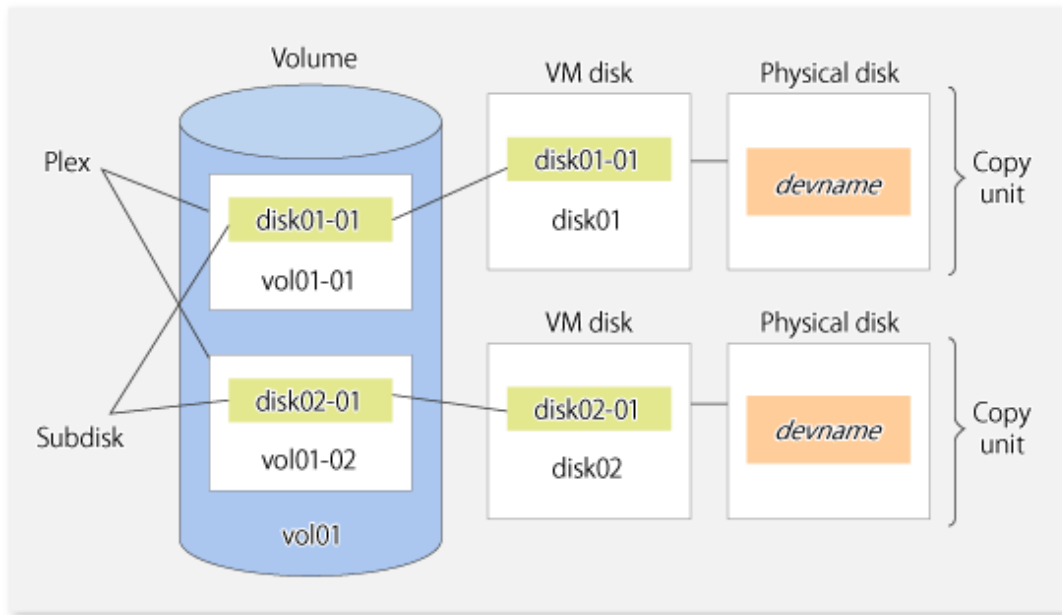 Volume
VM disk
Physical disk
Plex
disk01-01
vol01-01
disk01-01
disk01
devname
Copy
unit
VM disk
Physical disk
Subdisk
disk02-01
vol01-02
disk02-01
disk02
devname
Copy
unit
vol01